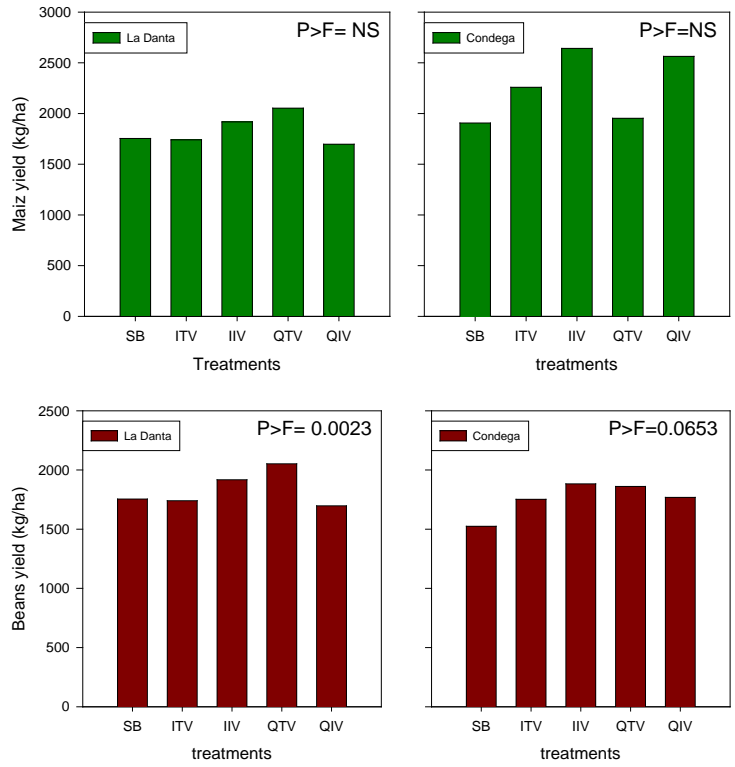 La Danta
P>F= NS
Maiz yield (kg/ha)
3000
2500
2000
1500
1000
500
0
SB ITV IIV QTV QIV
Treatments
Condega
P>F=NS
SB ITV IIV QTV QIV
treatments
La Danta
P>F= 0.0023
Beans yield (kg/ha)
2500
2000
1500
1000
500
0
SB ITV IIV QTV QIV
treatments
Condega
P>F=0.0653
SB ITV IIV QTV QIV
treatments